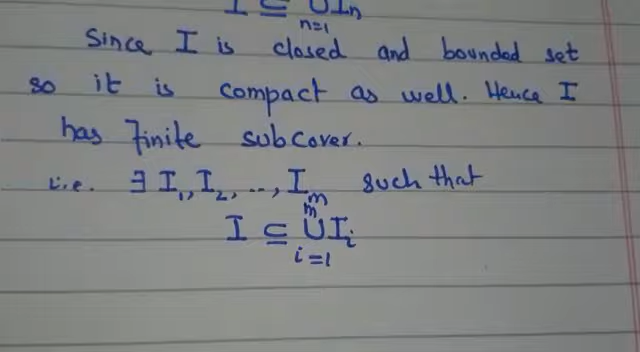 I ⊆ ∪ Iₙ
n=1
Since I is closed and bounded set
so it is compact as well. Hence I
has finite subcover.
i.e. ∃ I₁, I₂, ..., Iₘ such that
m
I ⊆ ∪ Iᵢ
i=1